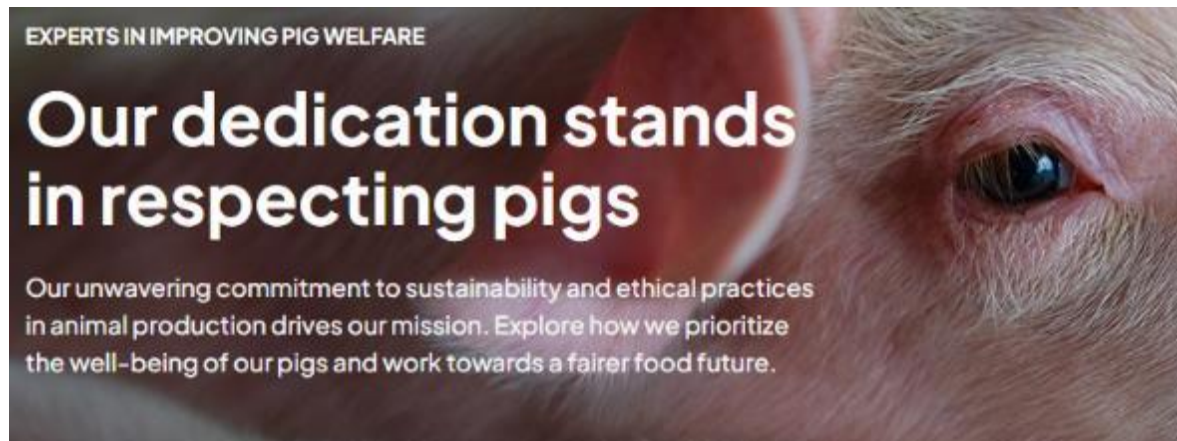 EXPERTS IN IMPROVING PIG WELFARE
Our dedication stands
in respecting pigs
Our unwavering commitment to sustainability and ethical practices
in animal production drives our mission. Explore how we prioritize
the well-being of our pigs and work towards a fairer food future.